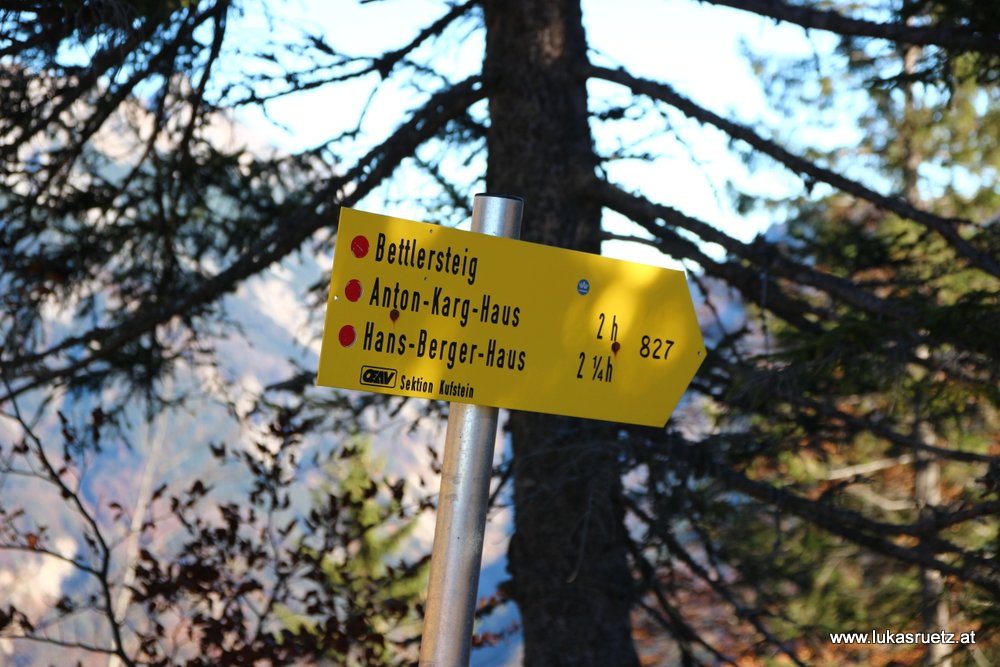 Bettlersteig
Anton-Karg-Haus 2 h
Hans-Berger-Haus 2 ¼h 827
OEAV Sektion Kufstein
www.lukasruetz.at